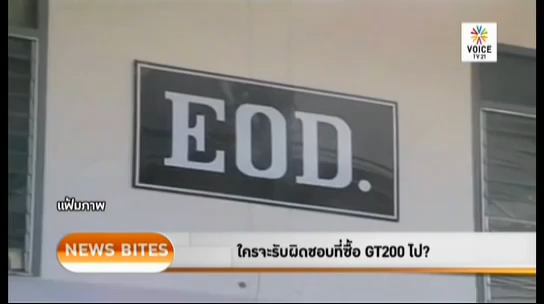 VOICE
TV 21
EOD.
แฟ้มภาพ
NEWS BITES
ใครจะรับผิดชอบที่ซื้อ GT200 ไป?